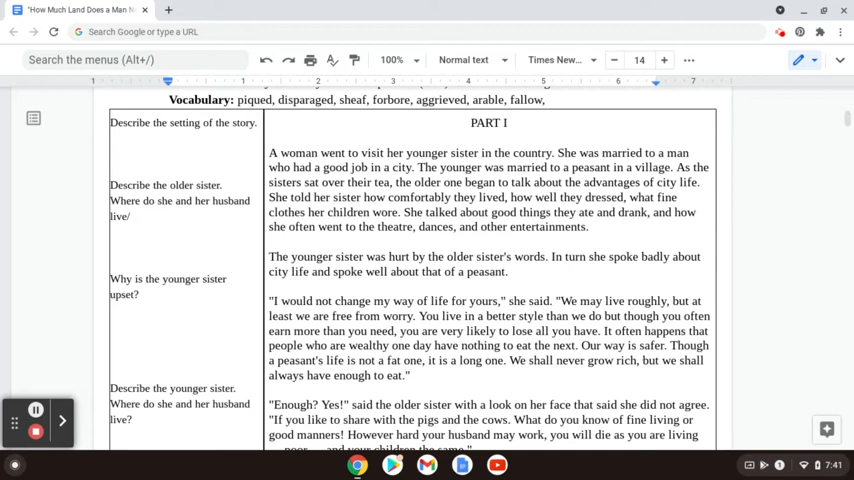 "How Much Land Does a Man N
Search Google or type a URL
Search the menus (Alt+/)
100%
Normal text
Times New...
14
1 1 2 3 4 5 6 7
Vocabulary: piqued, disparaged, sheaf, forbore, aggrieved, arable, fallow,
Describe the setting of the story.
Describe the older sister.
Where do she and her husband
live/
Why is the younger sister
upset?
Describe the younger sister.
Where do she and her husband
live?
PART I
A woman went to visit her younger sister in the country. She was married to a man
who had a good job in a city. The younger was married to a peasant in a village. As the
sisters sat over their tea, the older one began to talk about the advantages of city life.
She told her sister how comfortably they lived, how well they dressed, what fine
clothes her children wore. She talked about good things they ate and drank, and how
she often went to the theatre, dances, and other entertainments.
The younger sister was hurt by the older sister's words. In turn she spoke badly about
city life and spoke well about that of a peasant.
"I would not change my way of life for yours," she said. "We may live roughly, but at
least we are free from worry. You live in a better style than we do but though you often
earn more than you need, you are very likely to lose all you have. It often happens that
people who are wealthy one day have nothing to eat the next. Our way is safer. Though
a peasant's life is not a fat one, it is a long one. We shall never grow rich, but we shall
always have enough to eat."
"Enough? Yes!" said the older sister with a look on her face that said she did not agree.
"If you like to share with the pigs and the cows. What do you know of fine living or
good manners! However hard your husband may work, you will die as you are living
poor and your children the same."
1
7:41